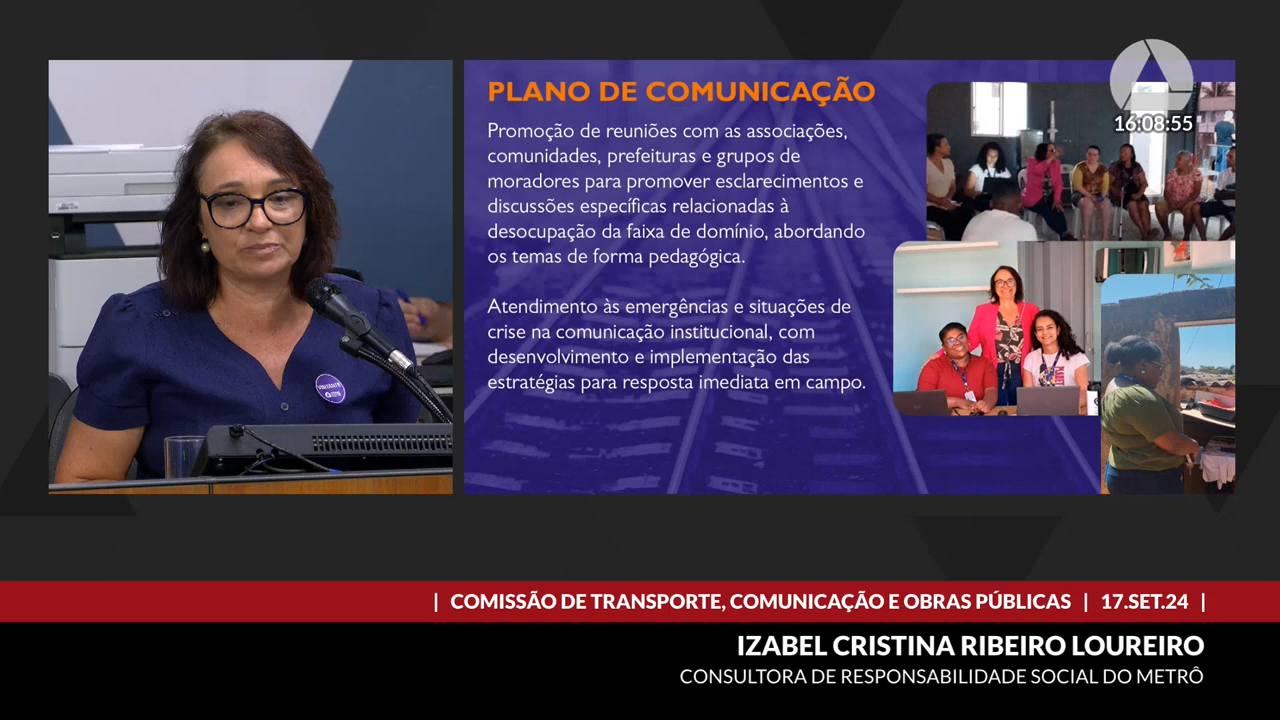 PLANO DE COMUNICAÇÃO
Promoção de reuniões com as associações,
comunidades, prefeituras e grupos de
moradores para promover esclarecimentos e
discussões específicas relacionadas à
desocupação da faixa de domínio, abordando
os temas de forma pedagógica.
Atendimento às emergências e situações de
crise na comunicação institucional, com
desenvolvimento e implementação das
estratégias para resposta imediata em campo.
16:08:55
| COMISSÃO DE TRANSPORTE, COMUNICAÇÃO E OBRAS PÚBLICAS | 17.SET.24 |
IZABEL CRISTINA RIBEIRO LOUREIRO
CONSULTORA DE RESPONSABILIDADE SOCIAL DO METRÔ